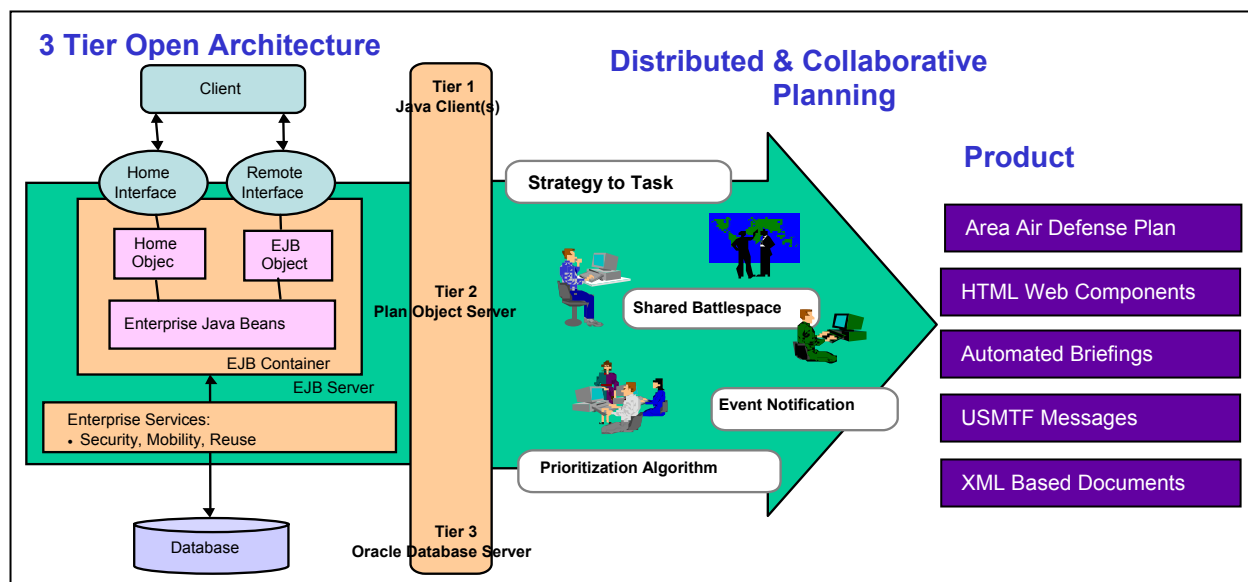 3 Tier Open Architecture
Client
Home
Interface
Remote
Interface
Home
Objec
EJB
Object
Enterprise Java Beans
EJB Container
EJB Server
Enterprise Services:
• Security, Mobility, Reuse
Database
Tier 1
Java Client(s)
Tier 2
Plan Object Server
Tier 3
Oracle Database Server
Distributed & Collaborative
Planning
Strategy to Task
Shared Battlespace
Event Notification
Prioritization Algorithm
Product
Area Air Defense Plan
HTML Web Components
Automated Briefings
USMTF Messages
XML Based Documents